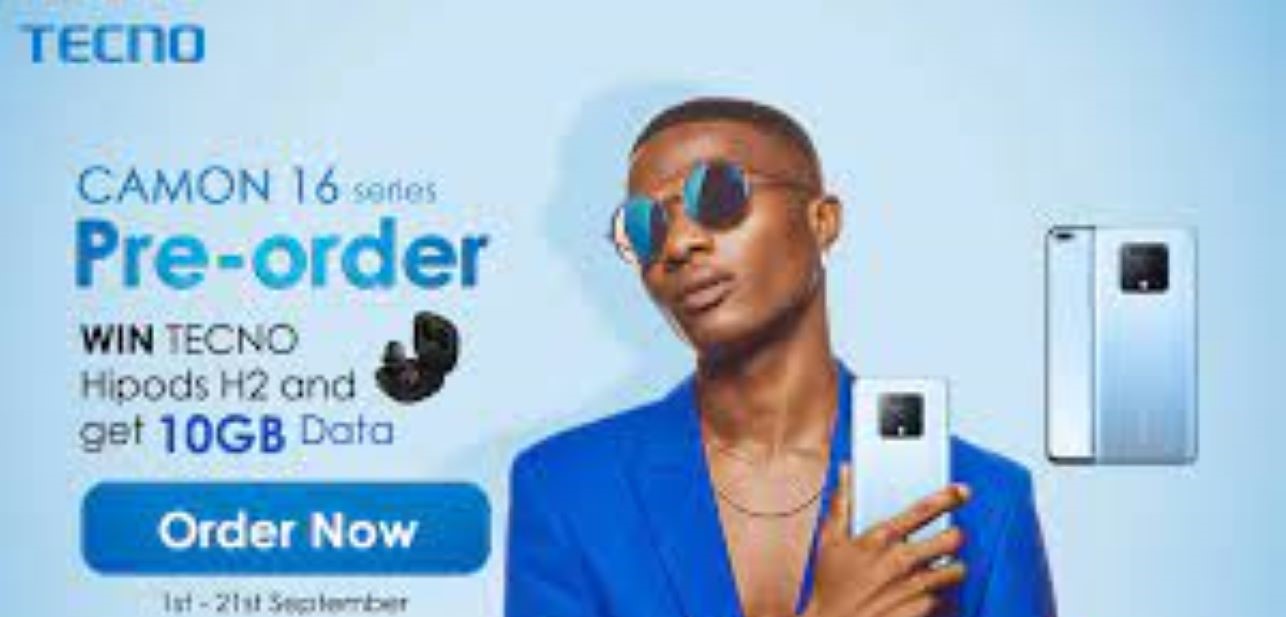 TECNO
CAMON 16 series
Pre-order
WIN TECNO
Hipods H2 and
get 10GB Data
Order Now
1st - 21st September